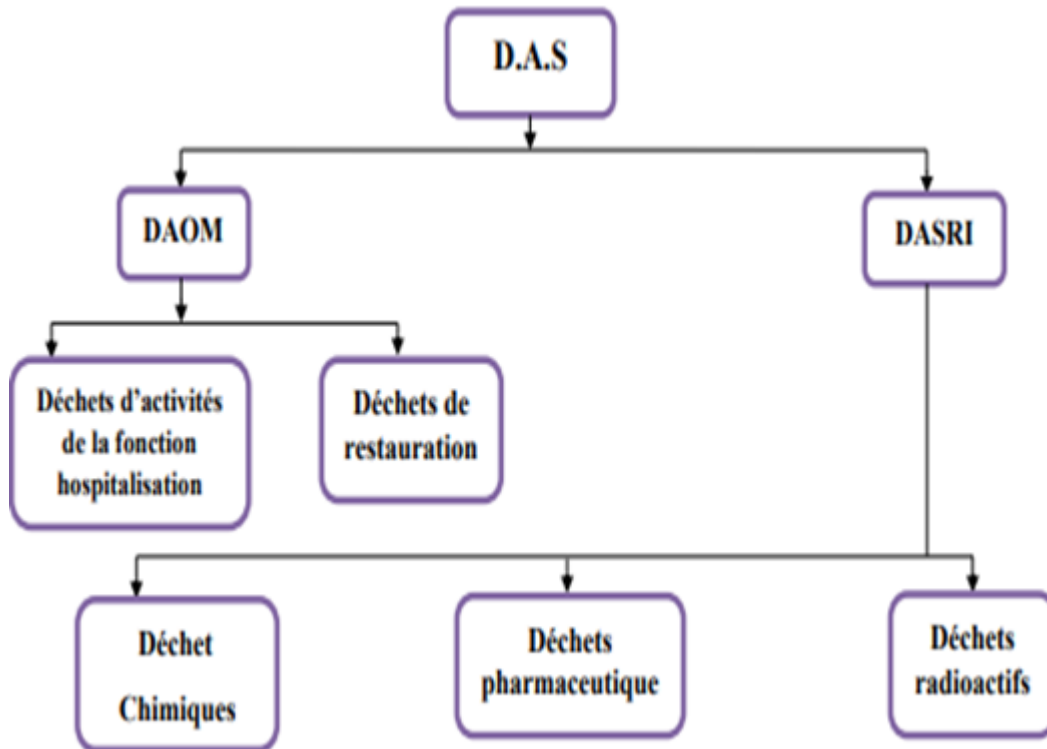 D.A.S
DAOM
DASRI
Déchets d'activités
de la fonction
hospitalisation
Déchets de
restauration
Déchet
Chimiques
Déchets
pharmaceutique
Déchets
radioactifs